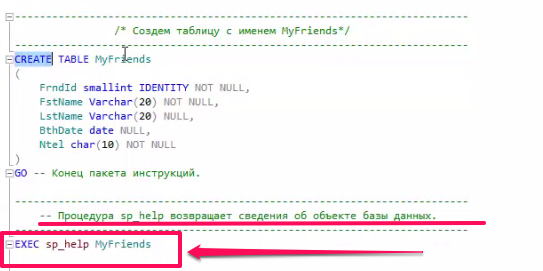 --------------------------------------------------------------------------
/* Создем таблицу с именем MyFriends*/
--------------------------------------------------------------------------
CREATE TABLE MyFriends
(
FrndId smallint IDENTITY NOT NULL,
FstName Varchar(20) NOT NULL,
LstName Varchar(20) NULL,
BthDate date NULL,
Ntel char(10) NOT NULL
)
GO -- Конец пакета инструкций.
--------------------------------------------------------------------------
-- Процедура sp_help возвращает сведения об объекте базы данных.
--------------------------------------------------------------------------
EXEC sp_help MyFriends